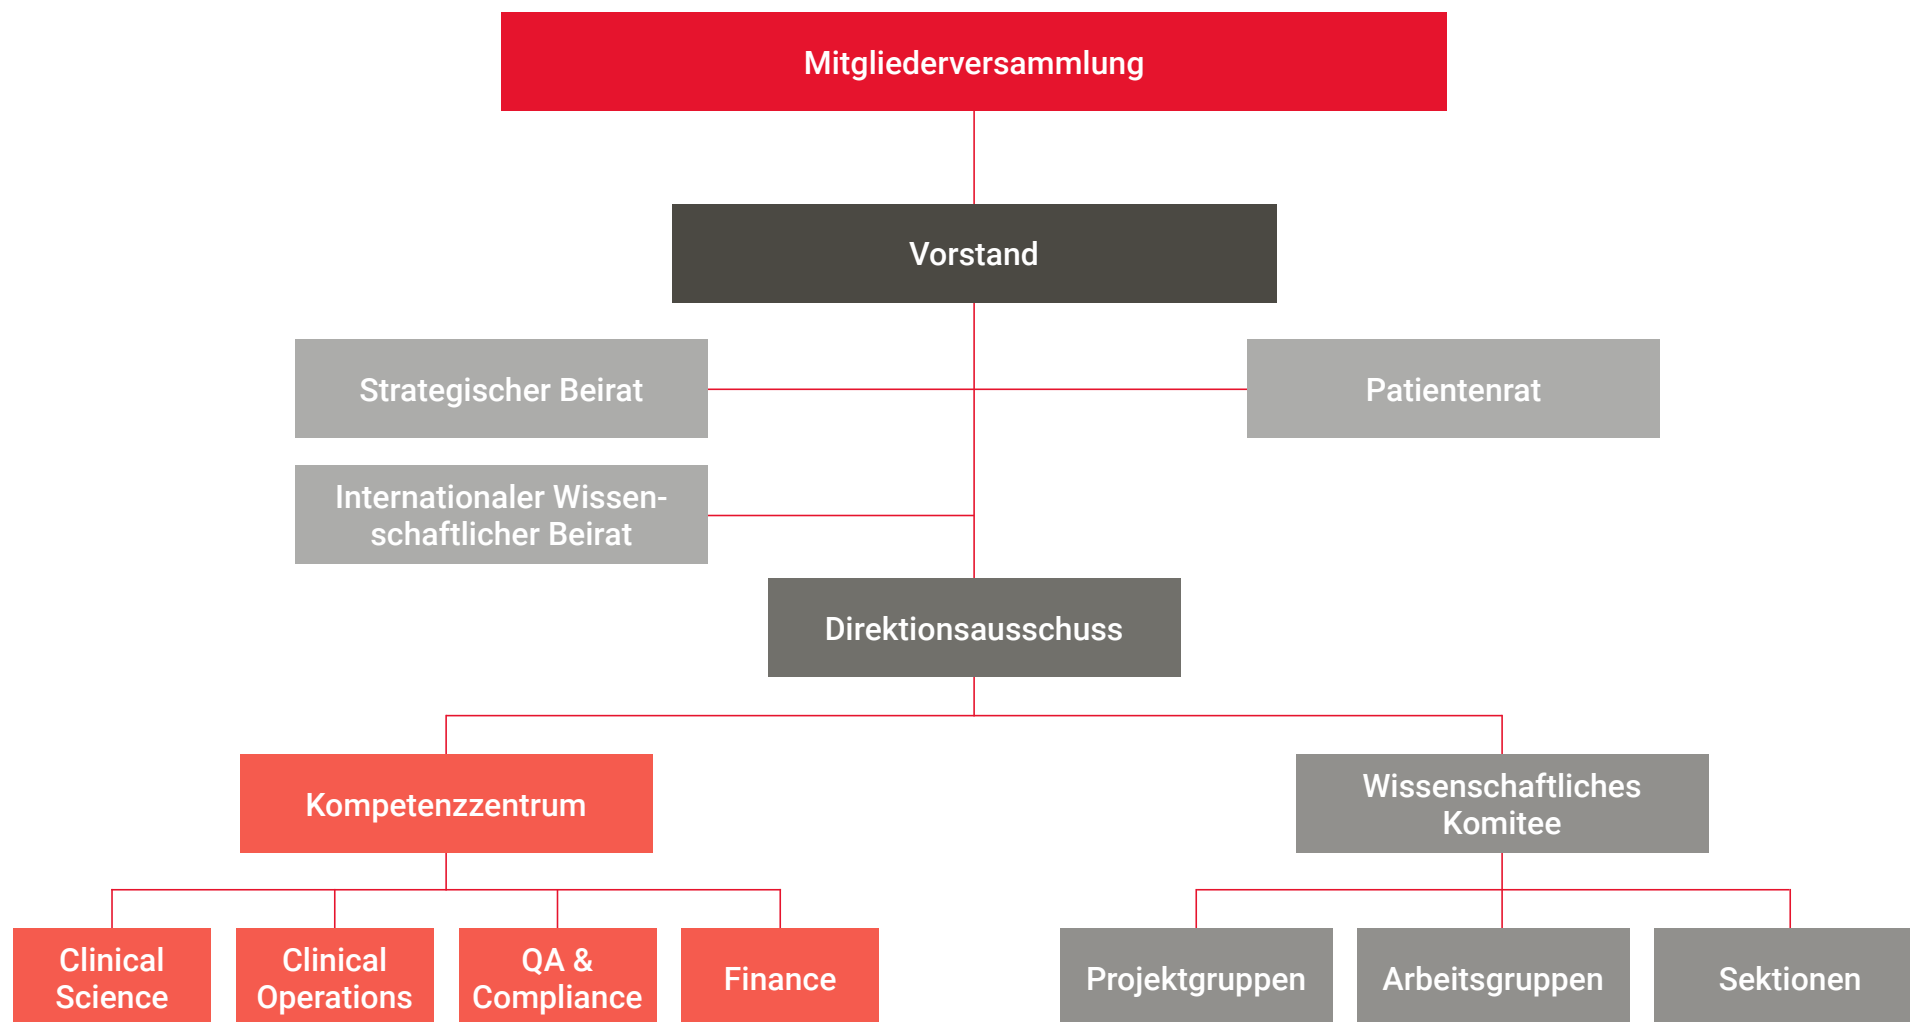 Mitgliederversammlung
Vorstand
Strategischer Beirat
Patientenrat
Internationaler Wissen-
schaftlicher Beirat
Direktionsausschuss
Kompetenzzentrum
Wissenschaftliches
Komitee
Clinical
Science
Clinical
Operations
QA &
Compliance
Finance
Projektgruppen
Arbeitsgruppen
Sektionen